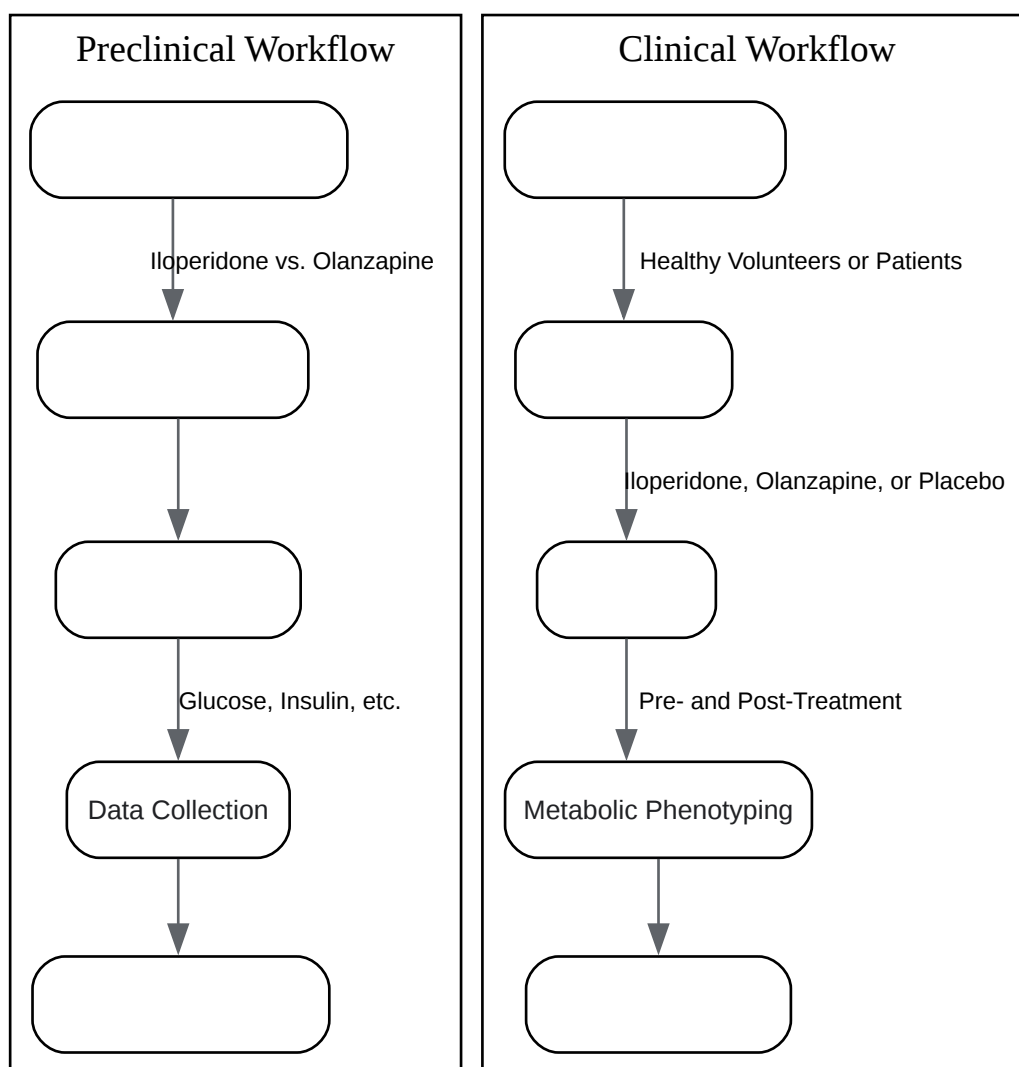 Preclinical Workflow
Iloperidone vs. Olanzapine
Glucose, Insulin, etc.
Data Collection
Clinical Workflow
Healthy Volunteers or Patients
Iloperidone, Olanzapine, or Placebo
Pre- and Post-Treatment
Metabolic Phenotyping